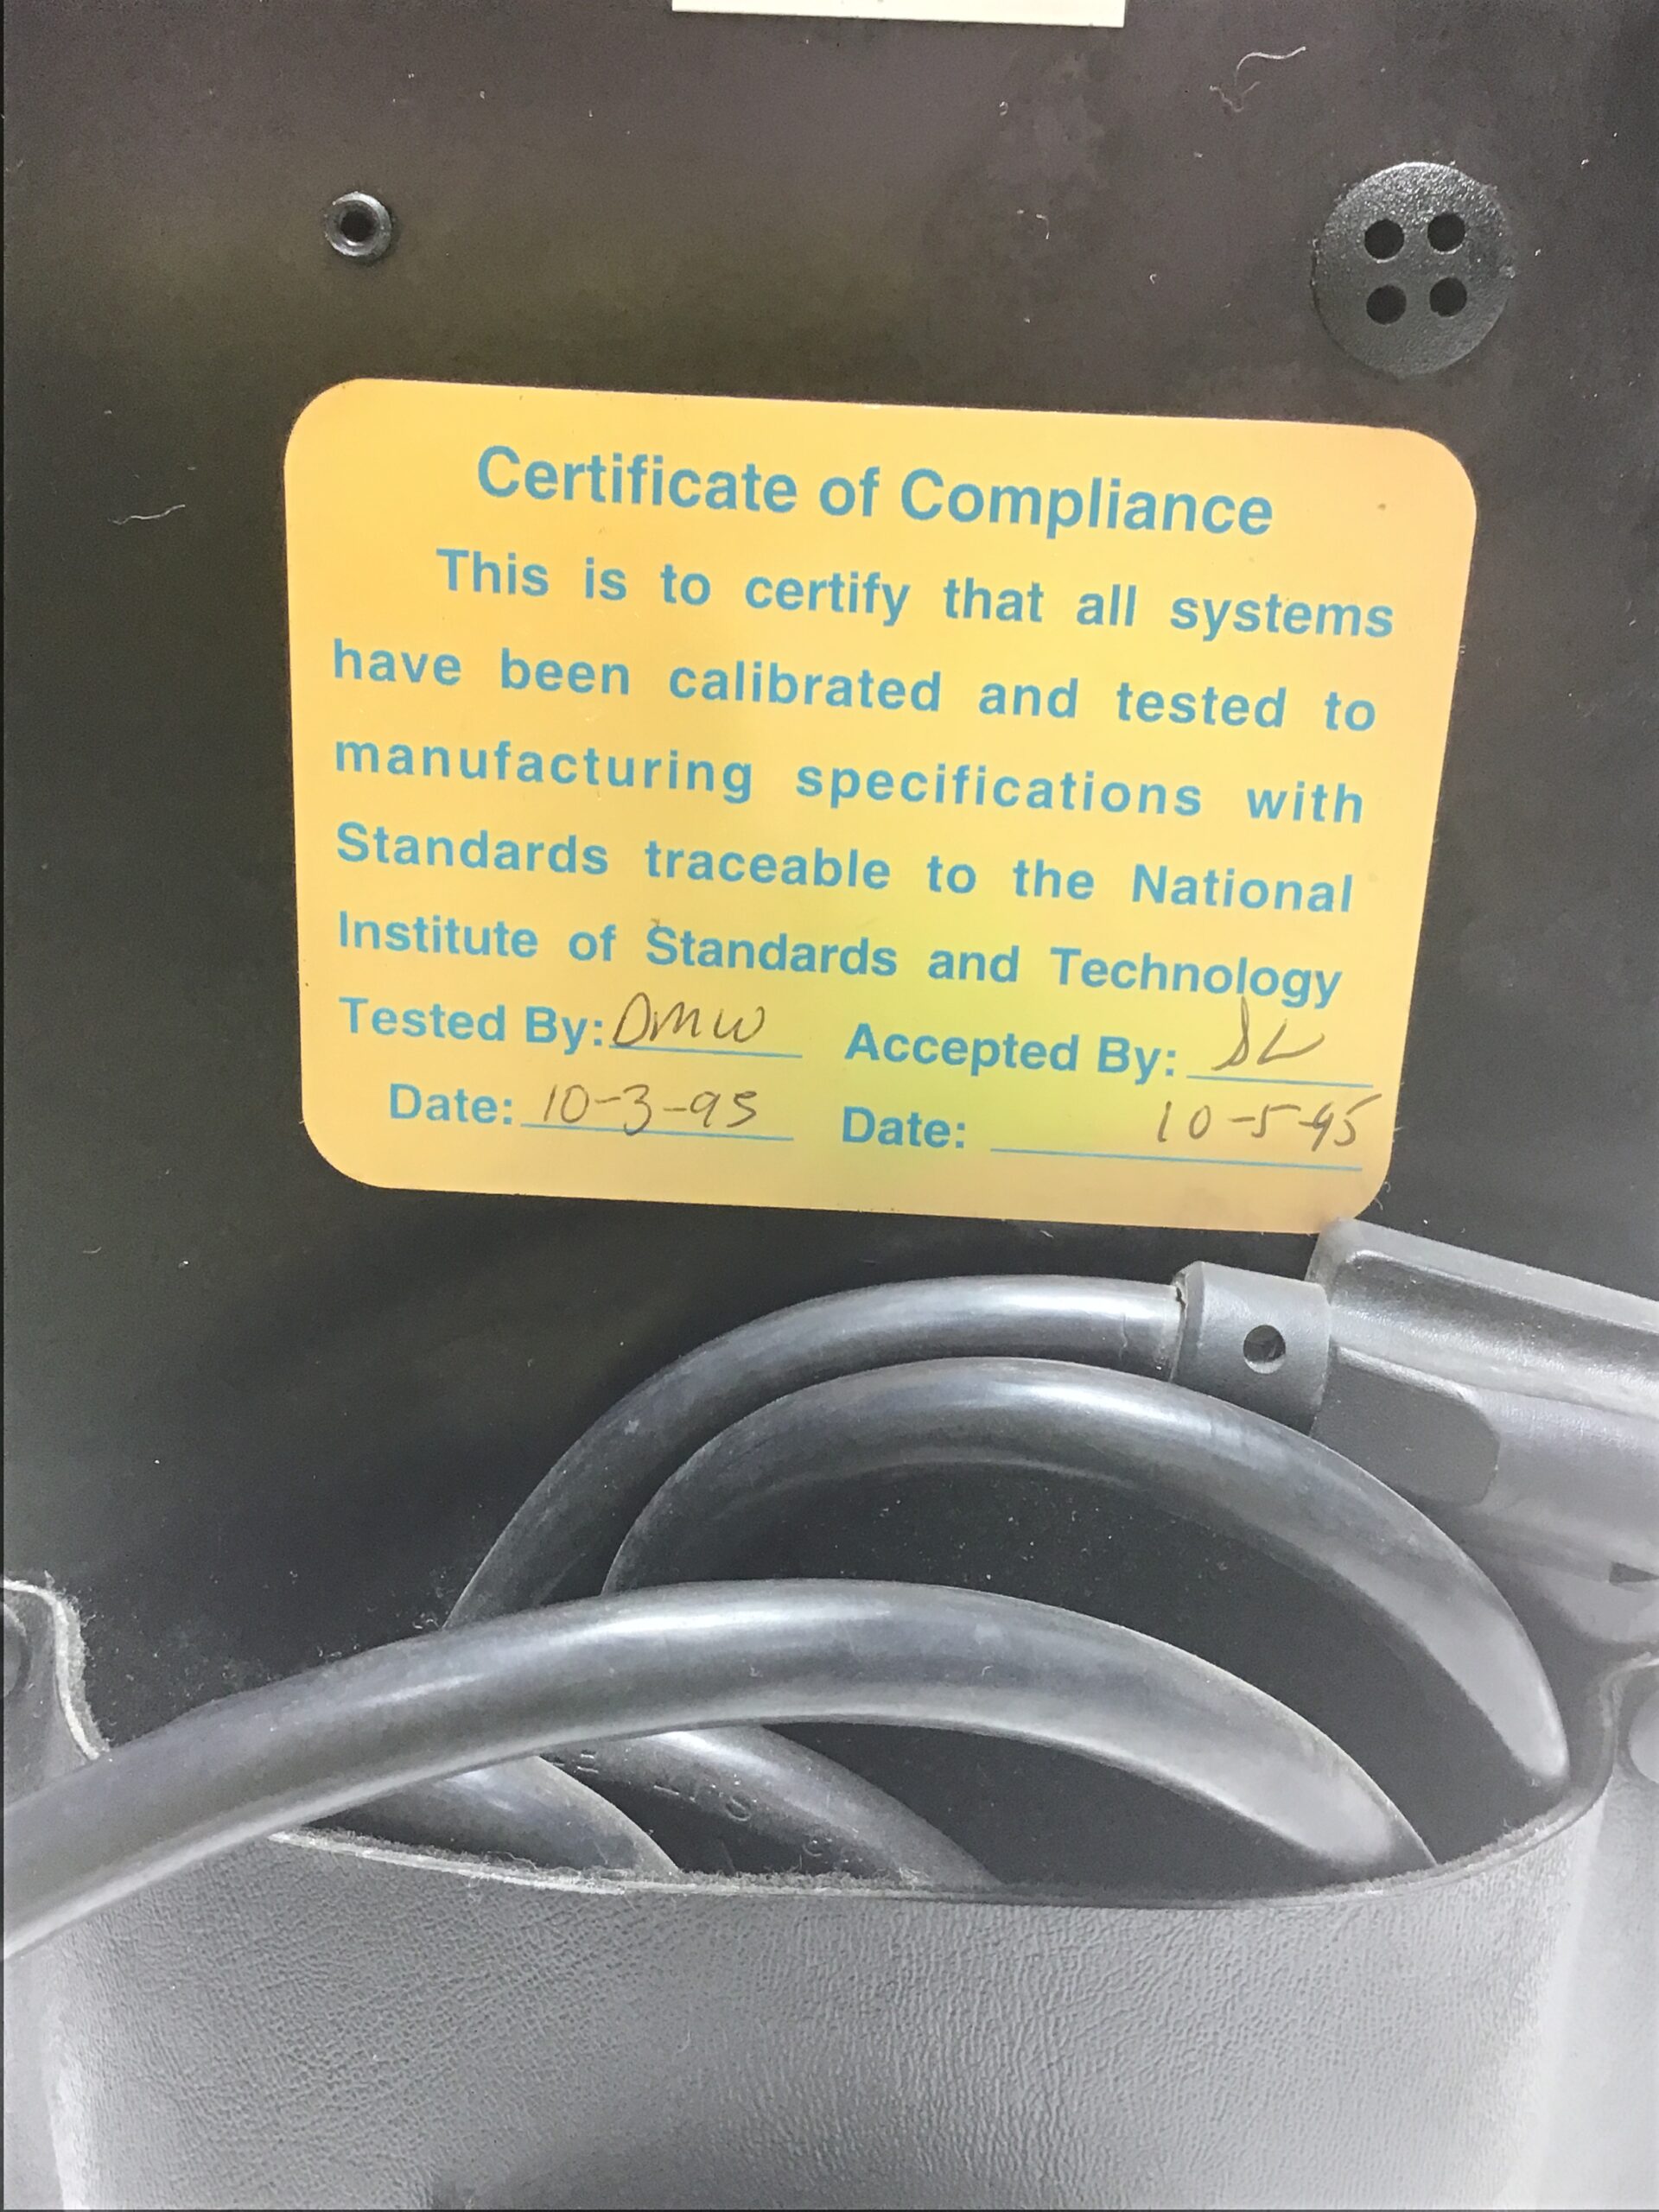 Certificate of Compliance
This is to certify that all systems
have been calibrated and tested to
manufacturing specifications with
Standards traceable to the National
Institute of Standards and Technology
Tested By: DMW Accepted By: SL
Date: 10-3-95 Date: 10-5-95